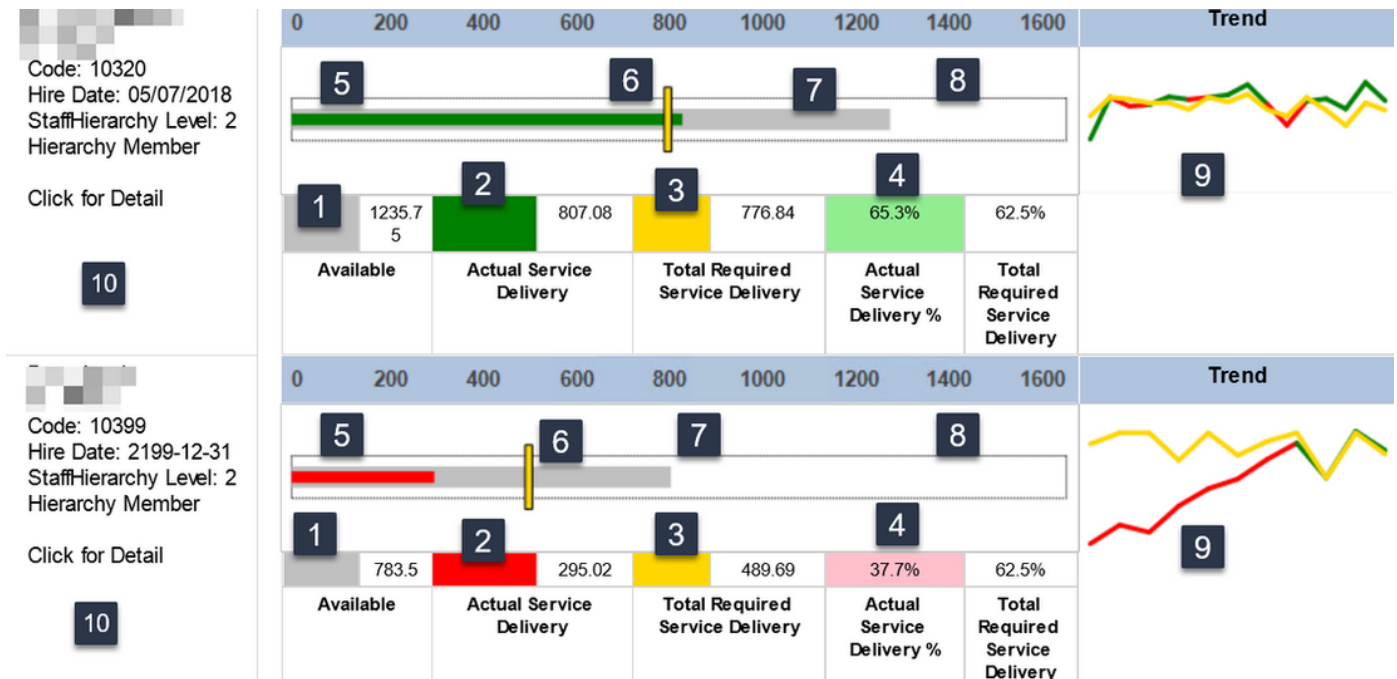 0 200 400 600 800 1000 1200 1400 1600 Trend
Code: 10320
Hire Date: 05/07/2018
StaffHierarchy Level: 2
Hierarchy Member
Click for Detail
10
5 6 7 8
9
1 2 3 4
1235.7
5
807.08 776.84 65.3% 62.5%
Available
Actual Service
Delivery
Total Required
Service Delivery
Actual
Service
Delivery %
Total
Required
Service
Delivery
0 200 400 600 800 1000 1200 1400 1600 Trend
Code: 10399
Hire Date: 2199-12-31
StaffHierarchy Level: 2
Hierarchy Member
Click for Detail
10
5 6 7 8
9
1 2 3 4
783.5 295.02 489.69 37.7% 62.5%
Available
Actual Service
Delivery
Total Required
Service Delivery
Actual
Service
Delivery %
Total
Required
Service
Delivery